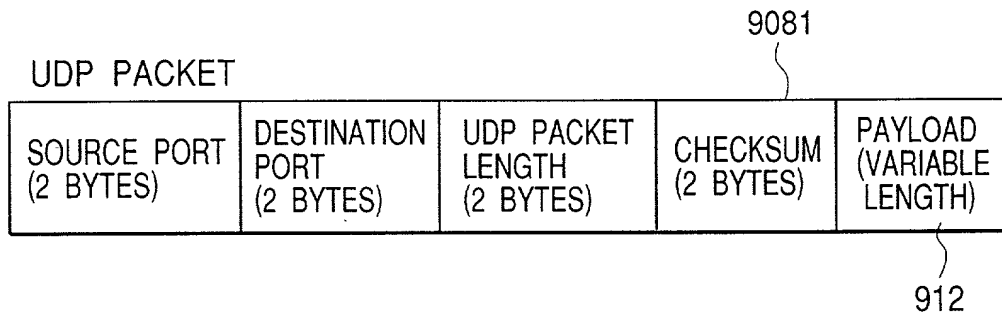 9081
UDP PACKET
SOURCE PORT
(2 BYTES)
DESTINATION
PORT
(2 BYTES)
UDP PACKET
LENGTH
(2 BYTES)
CHECKSUM
(2 BYTES)
PAYLOAD
(VARIABLE
LENGTH)
912